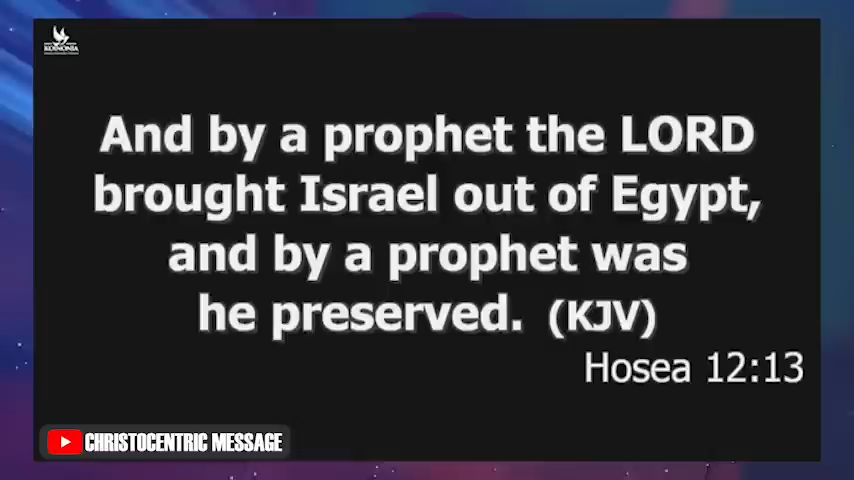 KOINONIA
And by a prophet the LORD
brought Israel out of Egypt,
and by a prophet was
he preserved. (KJV)
Hosea 12:13
CHRISTOCENTRIC MESSAGE